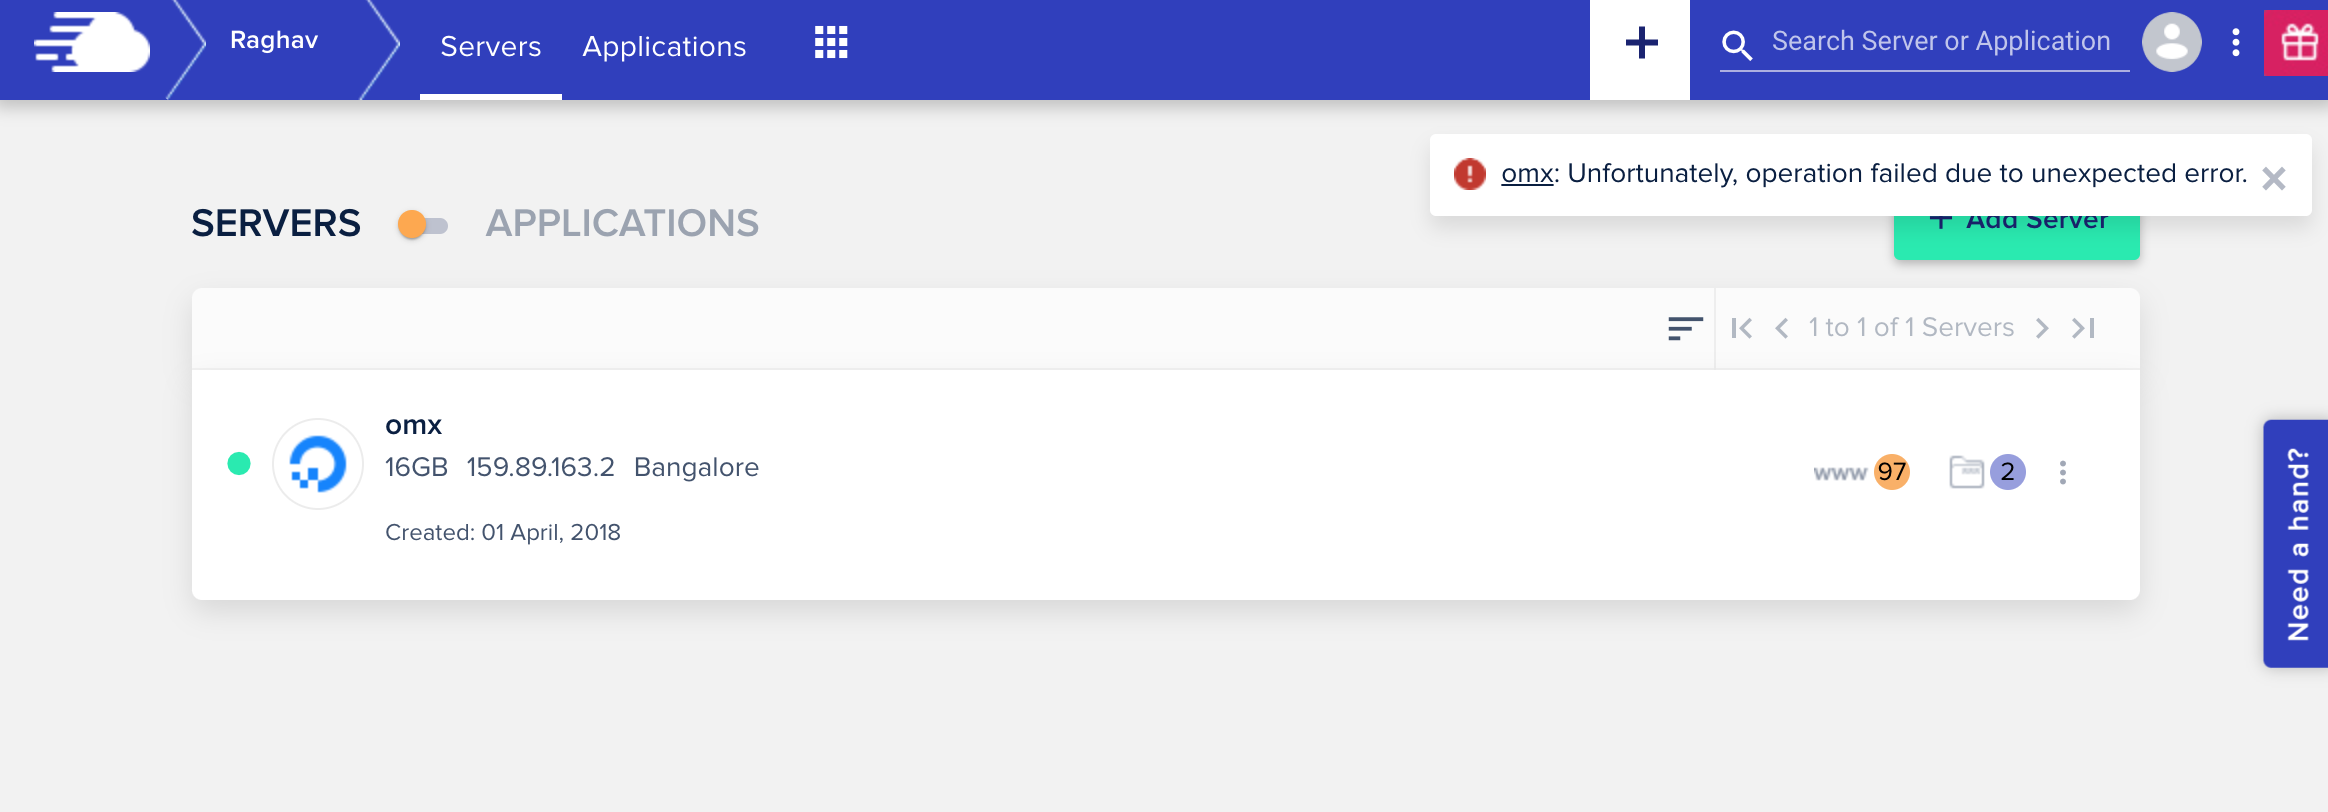 Raghav
Servers
Applications
Search Server or Application
omx: Unfortunately, operation failed due to unexpected error.
SERVERS
APPLICATIONS
+ Add Server
1 to 1 of 1 Servers
omx
16GB 159.89.163.2 Bangalore
www 97
2
Created: 01 April, 2018
Need a hand?